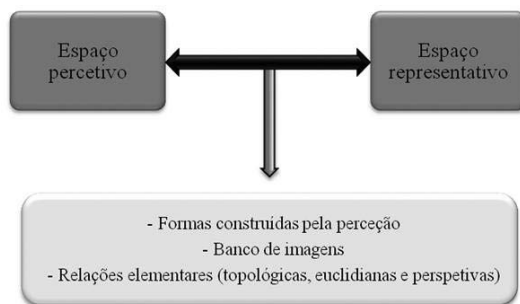 Espaço
percetivo
Espaço
representativo
- Formas construidas pela perceção
- Banco de imagens
- Relações elementares (topológicas, euclidianas e perspetivas)